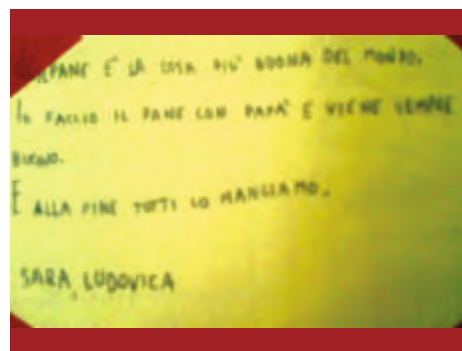 IL PANE E' LA COSA PIU' BUONA DEL MONDO.
IO FACCIO IL PANE CON PAPA' E VIENE SEMPRE
BUONO.
E ALLA FINE TUTTI LO MANGIAMO.
SARA, LUDOVICA